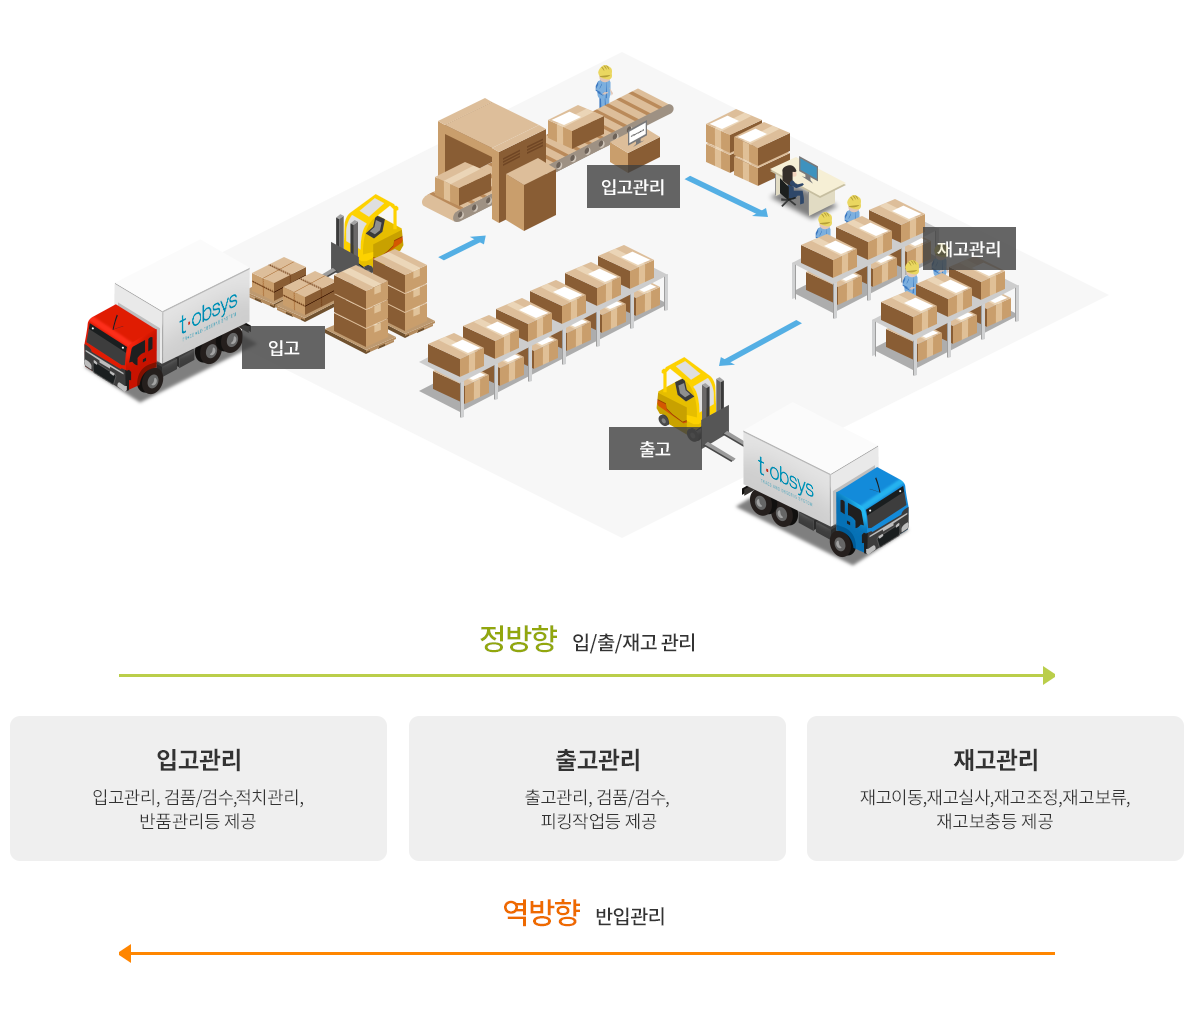 입고관리
재고관리
t·obsys
입고
출고
t·obsys
정방향 입/출/재고 관리
입고관리
입고관리, 검품/검수,적치관리,
반품관리등 제공
출고관리
출고관리, 검품/검수,
피킹작업등 제공
재고관리
재고이동,재고실사,재고조정,재고보류,
재고보충등 제공
역방향 반입관리